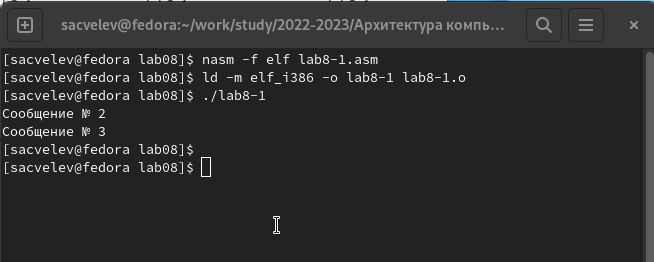 sacvelev@fedora:~/work/study/2022-2023/Архитектура компь…
[sacvelev@fedora lab08]$ nasm -f elf lab8-1.asm
[sacvelev@fedora lab08]$ ld -m elf_i386 -o lab8-1 lab8-1.o
[sacvelev@fedora lab08]$ ./lab8-1
Сообщение № 2
Сообщение № 3
[sacvelev@fedora lab08]$
[sacvelev@fedora lab08]$